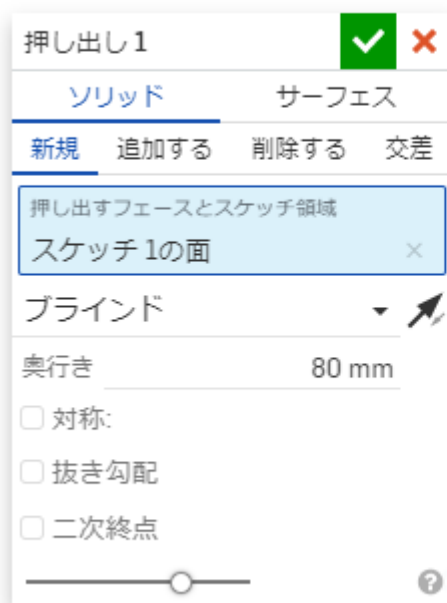 押し出し 1
ソリッド サーフェス
新規 追加する 削除する 交差
押し出すフェースとスケッチ領域
スケッチ 1の面
ブラインド
奥行き 80 mm
対称:
抜き勾配
二次終点